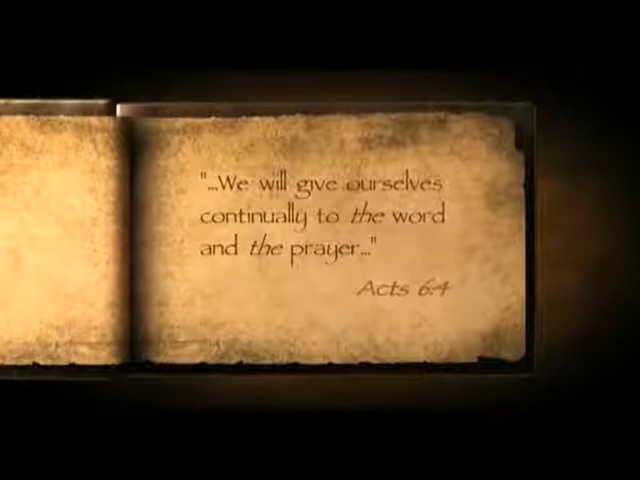 "...We will give ourselves
continually to the word
and the prayer..."
Acts 6:4